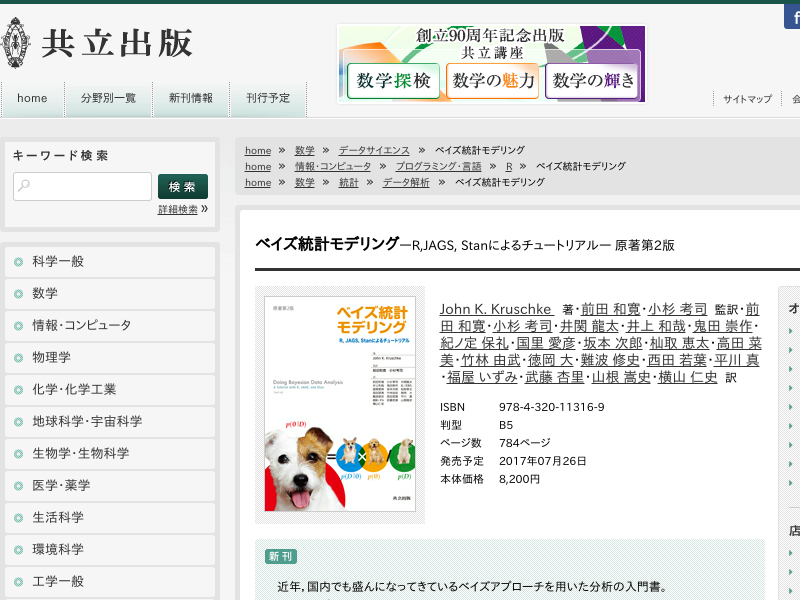 共立出版
創立90周年記念出版
共立講座
数学探検
数学の魅力
数学の輝き
f
home
分野別一覧
新刊情報
刊行予定
サイトマップ
会
キーワード検索
検索
詳細検索 »
科学一般
数学
情報・コンピュータ
物理学
化学・化学工業
地球科学・宇宙科学
生物学・生物科学
医学・薬学
生活科学
環境科学
工学一般
home » 数学 » データサイエンス » ベイズ統計モデリング
home » 情報・コンピュータ » プログラミング・言語 » R » ベイズ統計モデリング
home » 数学 » 統計 » データ解析 » ベイズ統計モデリング
ベイズ統計モデリング―R,JAGS, Stanによるチュートリアルー 原著第2版
原著第2版
ベイズ統計
モデリング
R, JAGS, Stanによるチュートリアル
John K. Kruschke
Doing Bayesian Data Analysis
p(θ|D)
=
×
/
p(D|θ)
p(θ)
p(D)
共立出版
John K. Kruschke 著・前田 和寛・小杉 考司 監訳・前
田 和寛・小杉 考司・井関 龍太・井上 和哉・鬼田 崇作・
紀ノ定 保礼・国里 愛彦・坂本 次郎・杣取 恵太・高田 菜
美・竹林 由武・徳岡 大・難波 修史・西田 若葉・平川 真
・福屋 いずみ・武藤 杏里・山根 嵩史・横山 仁史 訳
ISBN 978-4-320-11316-9
判型 B5
ページ数 784ページ
発売予定 2017年07月26日
本体価格 8,200円
オ
店
新刊
近年，国内でも盛んになってきているベイズアプローチを用いた分析の入門書。